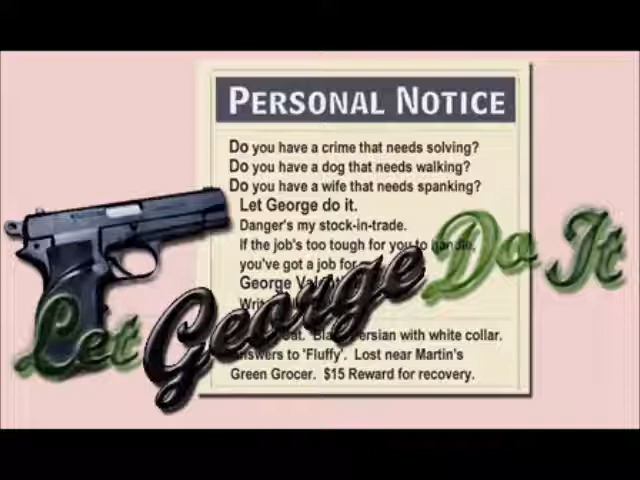 PERSONAL NOTICE
Do you have a crime that needs solving?
Do you have a dog that needs walking?
Do you have a wife that needs spanking?
Let George do it.
Danger's my stock-in-trade.
If the job's too tough for you to handle,
you've got a job for
George
Persian with white collar.
Answers to 'Fluffy'. Lost near Martin's
Green Grocer. $15 Reward for recovery.
Let George Do It